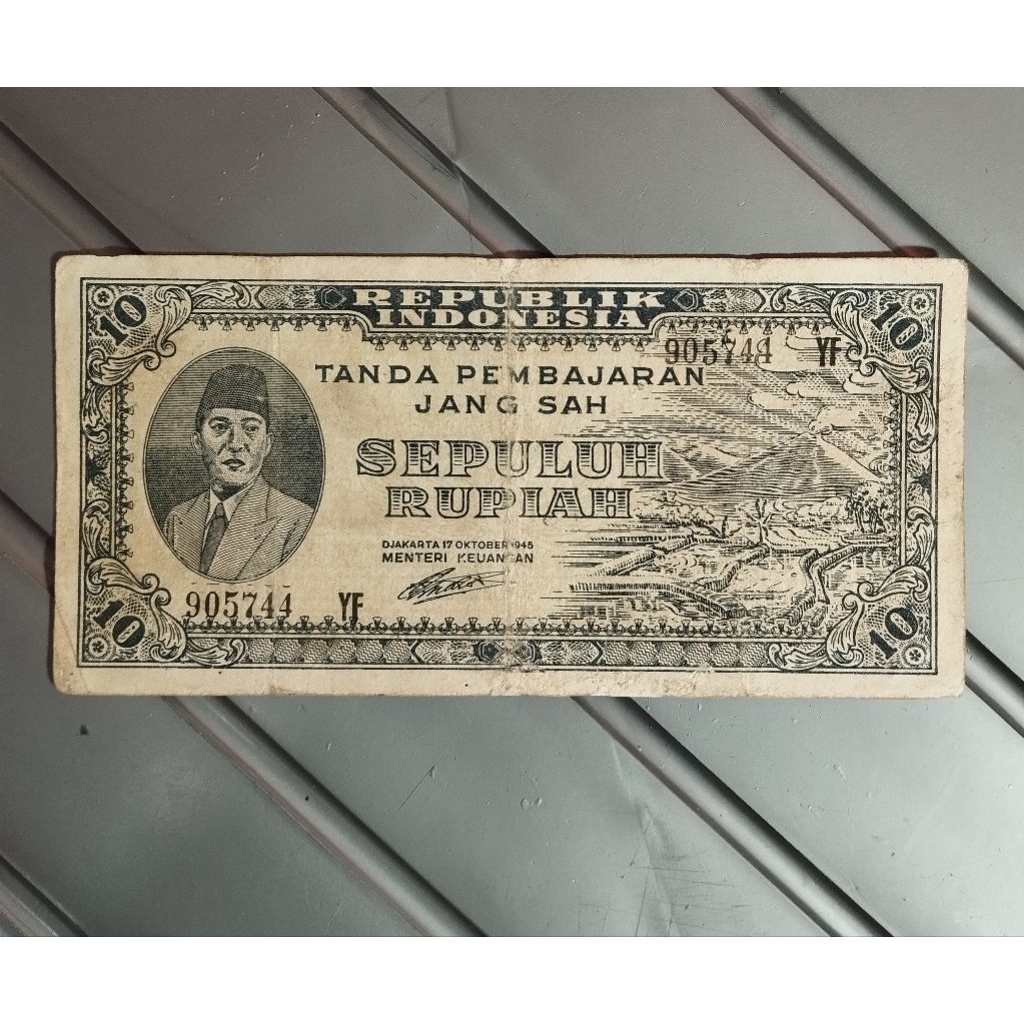 REPUBLIK
INDONESIA
10
10
905744 YF
TANDA PEMBAJARAN
JANG SAH
SEPULUH
RUPIAH
DJAKARTA 17 OKTOBER 1945
MENTERI KEUANGAN
905744 YF
10
10